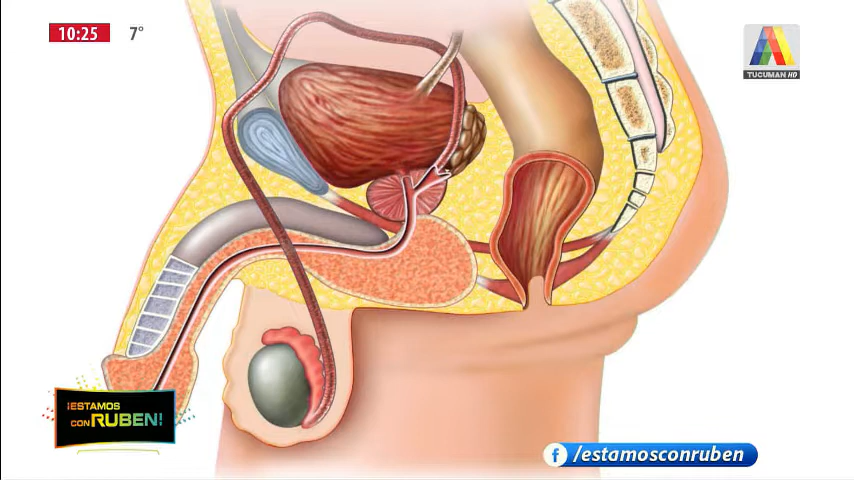 10:25
7°
TUCUMAN HD
¡ESTAMOS
CON RUBEN!
f /estamosconruben